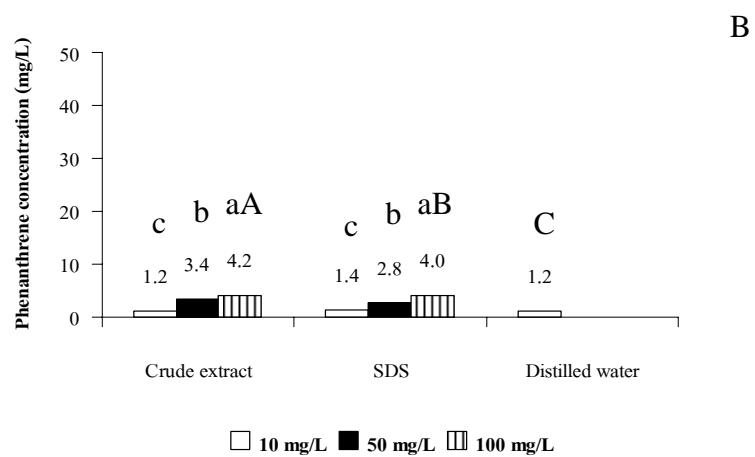 B
Phenanthrene concentration (mg/L)
50
40
30
20
10
0
c b aA
1.2 3.4 4.2
c b aB
1.4 2.8 4.0
C
1.2
Crude extract SDS Distilled water
10 mg/L 50 mg/L 100 mg/L